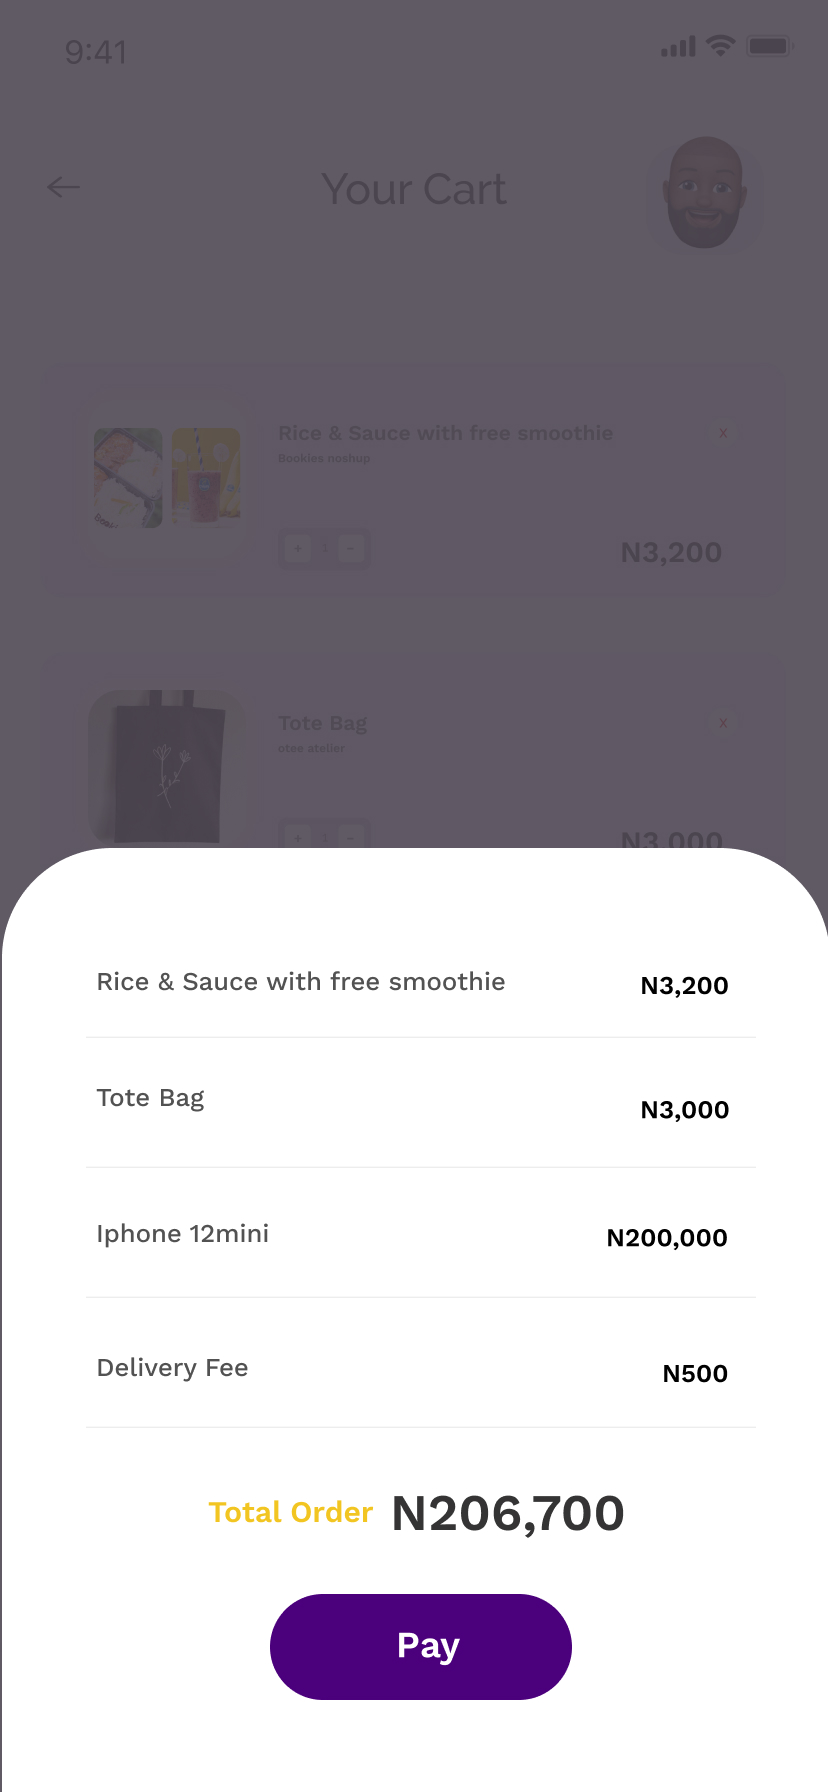 9:41
Your Cart
Rice & Sauce with free smoothie
X
Bookies noshup
+ 1 −
N3,200
Tote Bag
X
otee atelier
+ 1 −
N3,000
Rice & Sauce with free smoothie N3,200
Tote Bag N3,000
Iphone 12mini N200,000
Delivery Fee N500
Total Order N206,700
Pay